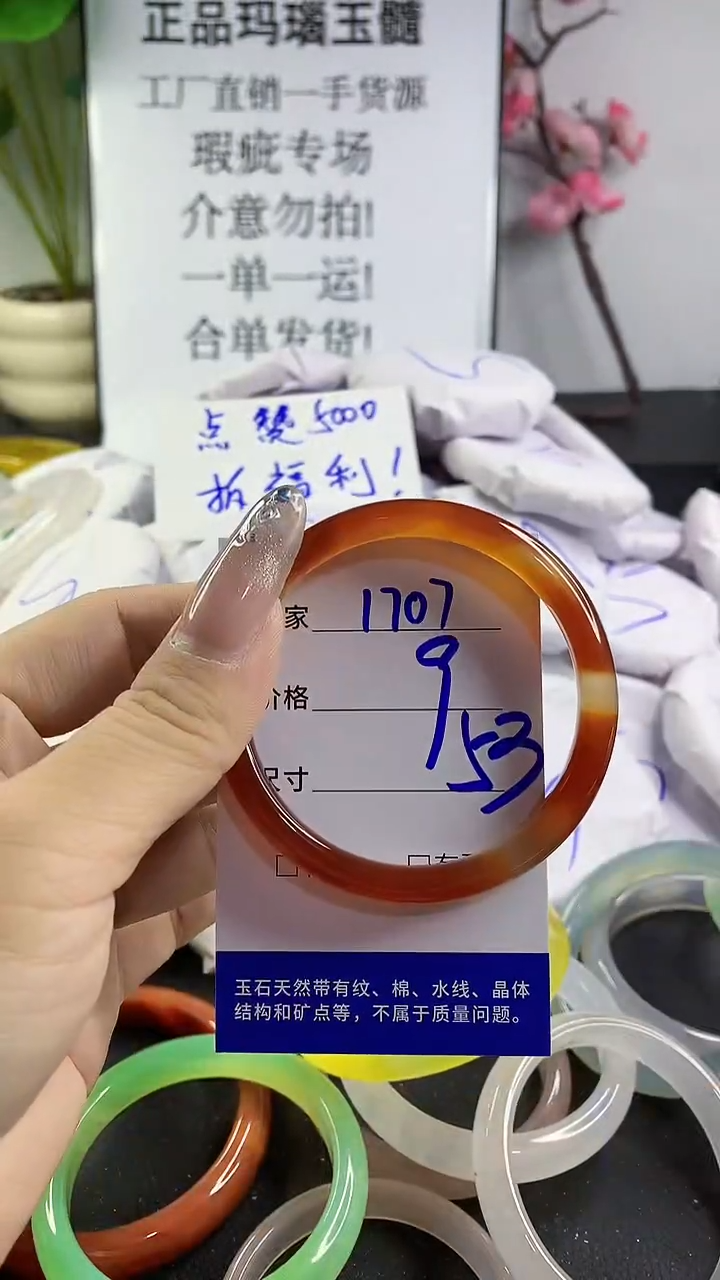 正品玛瑙玉髓
工厂直销一手货源
瑕疵专场
介意勿拍!
一单一运!
合单发货!
点赞5000
拍福利!
家 1707
价格 9
尺寸 53
玉石天然带有纹、棉、水线、晶体
结构和矿点等，不属于质量问题。